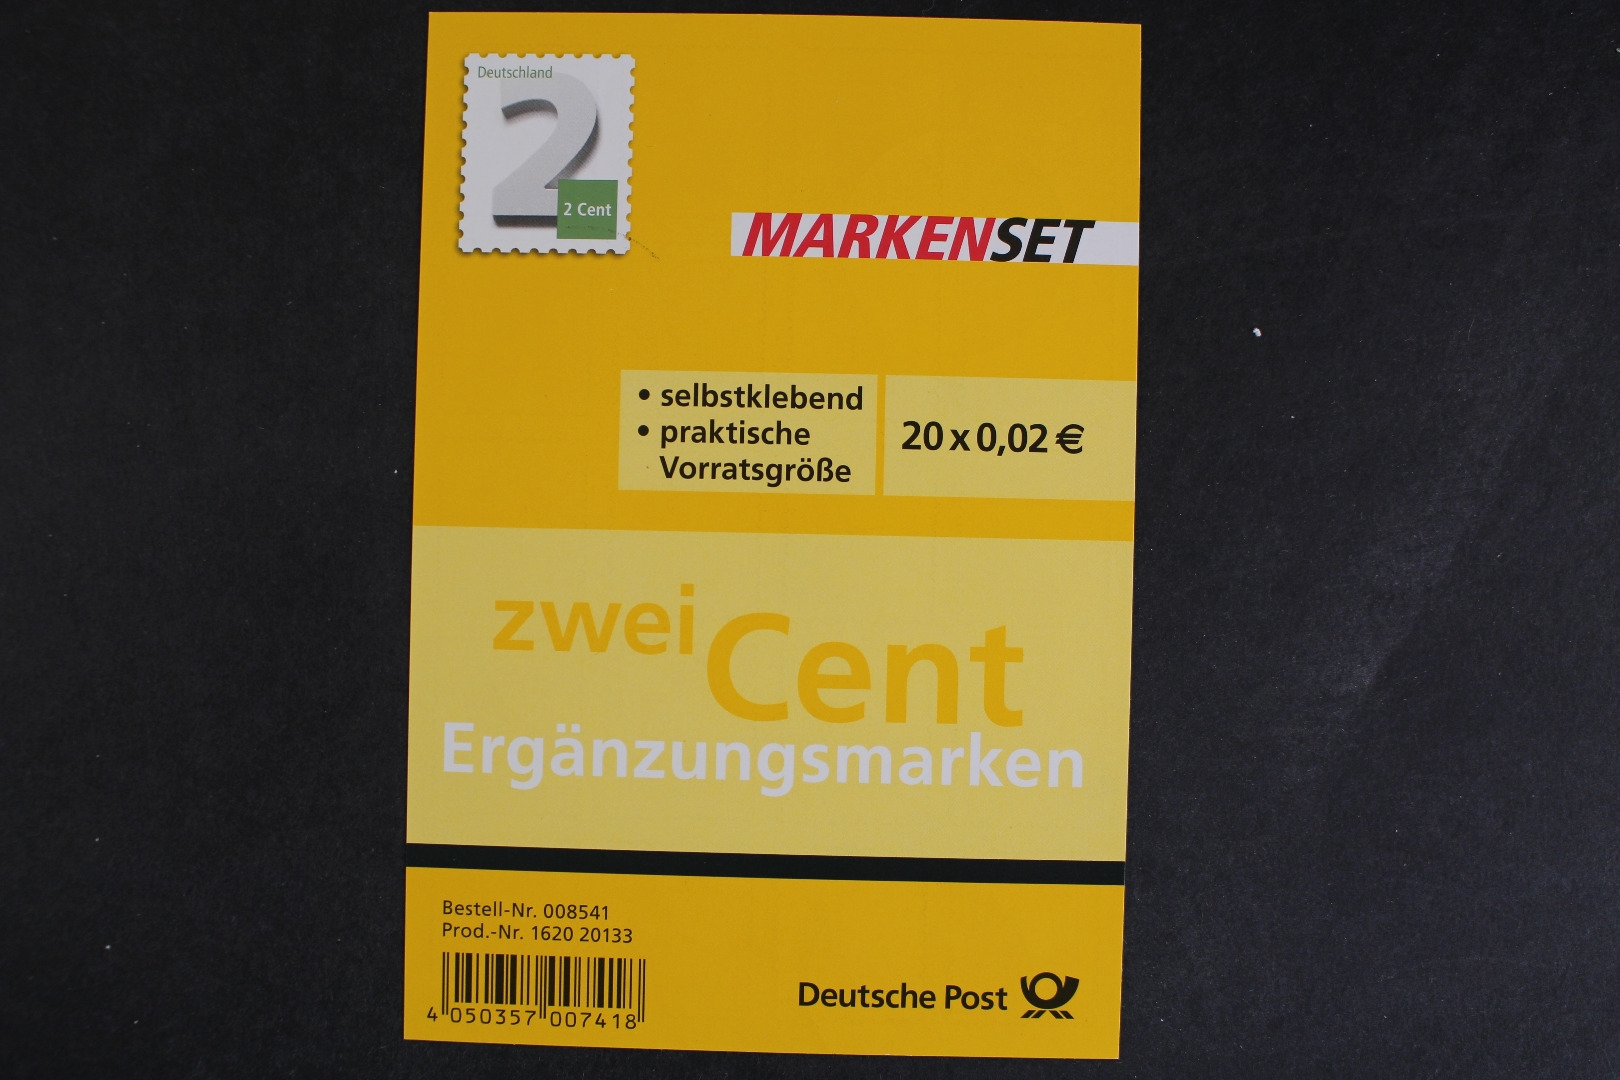 Deutschland
2
2 Cent
MARKENSET
• selbstklebend
• praktische
Vorratsgröße
20 x 0,02 €
zwei
Cent
Ergänzungsmarken
Bestell-Nr. 008541
Prod.-Nr. 1620 20133
4 050357 007418
Deutsche Post